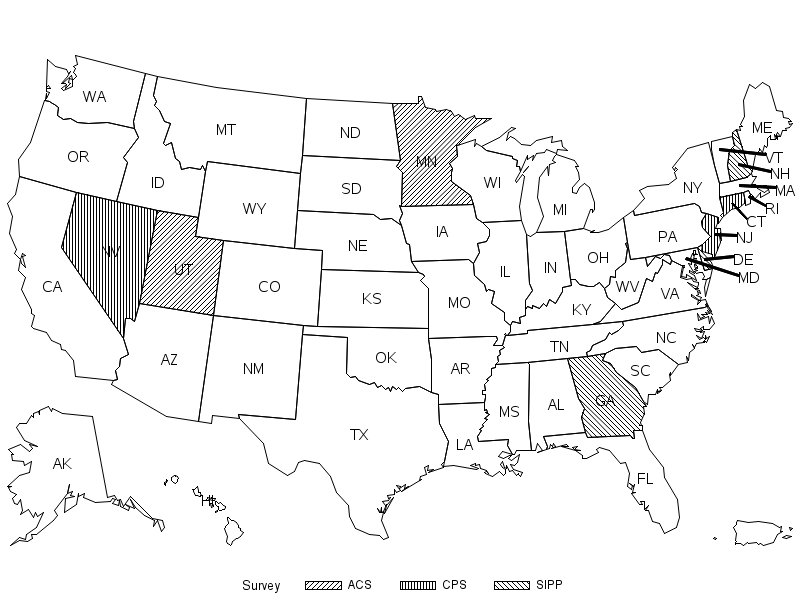 WA
MT
ND
MN
ME
VT
NH
MA
RI
CT
NJ
DE
MD
OR
ID
SD
WI
MI
NY
WY
IA
PA
NV
UT
NE
IL
IN
OH
WV
VA
CA
CO
KS
MO
KY
AZ
NM
OK
AR
TN
NC
SC
MS
AL
GA
TX
LA
FL
AK
HI
Survey ACS CPS SIPP